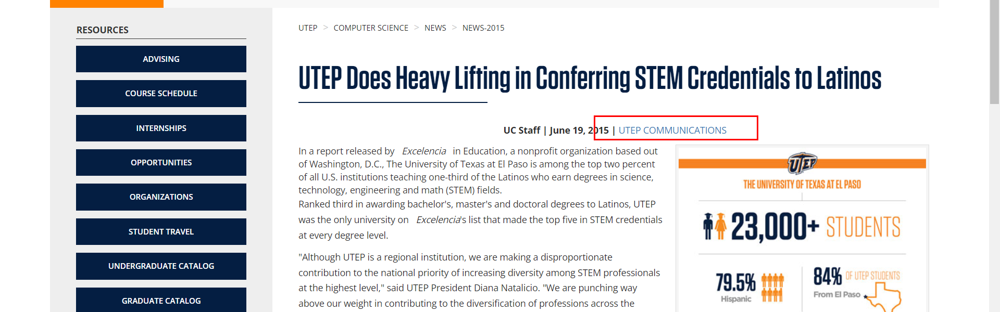 RESOURCES
ADVISING
COURSE SCHEDULE
INTERNSHIPS
OPPORTUNITIES
ORGANIZATIONS
STUDENT TRAVEL
UNDERGRADUATE CATALOG
GRADUATE CATALOG
UTEP > COMPUTER SCIENCE > NEWS > NEWS-2015
UTEP Does Heavy Lifting in Conferring STEM Credentials to Latinos
UC Staff | June 19, 2015 | UTEP COMMUNICATIONS
In a report released by Excelencia in Education, a nonprofit organization based out
of Washington, D.C., The University of Texas at El Paso is among the top two percent
of all U.S. institutions teaching one-third of the Latinos who earn degrees in science,
technology, engineering and math (STEM) fields.
Ranked third in awarding bachelor's, master's and doctoral degrees to Latinos, UTEP
was the only university on Excelencia's list that made the top five in STEM credentials
at every degree level.
"Although UTEP is a regional institution, we are making a disproportionate
contribution to the national priority of increasing diversity among STEM professionals
at the highest level," said UTEP President Diana Natalicio. "We are punching way
above our weight in contributing to the diversification of professions across the
UTEP
THE UNIVERSITY OF TEXAS AT EL PASO
23,000+ STUDENTS
79.5%
Hispanic
84% OF UTEP STUDENTS
From El Paso